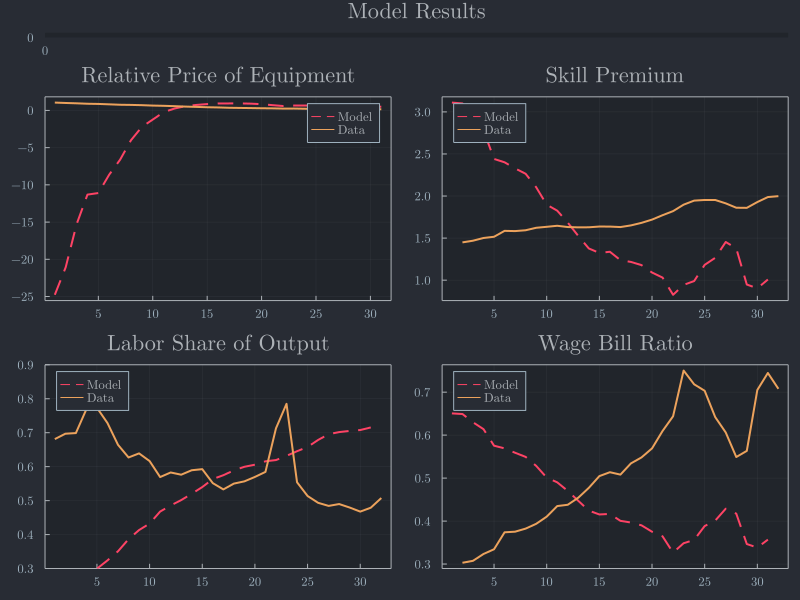 Model Results
0
0
Relative Price of Equipment
0
−5
−10
−15
−20
−25
Model
Data
5 10 15 20 25 30
Skill Premium
3.0
2.5
2.0
1.5
1.0
Model
Data
5 10 15 20 25 30
Labor Share of Output
0.9
0.8
0.7
0.6
0.5
0.4
0.3
Model
Data
5 10 15 20 25 30
Wage Bill Ratio
0.7
0.6
0.5
0.4
0.3
Model
Data
5 10 15 20 25 30